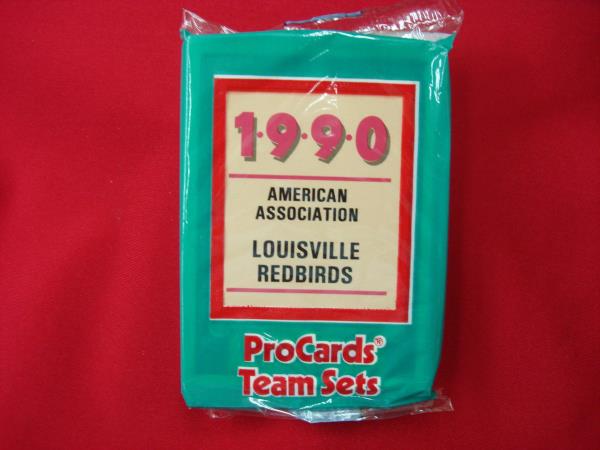 1·9·9·0
AMERICAN
ASSOCIATION
LOUISVILLE
REDBIRDS
ProCards®
Team Sets